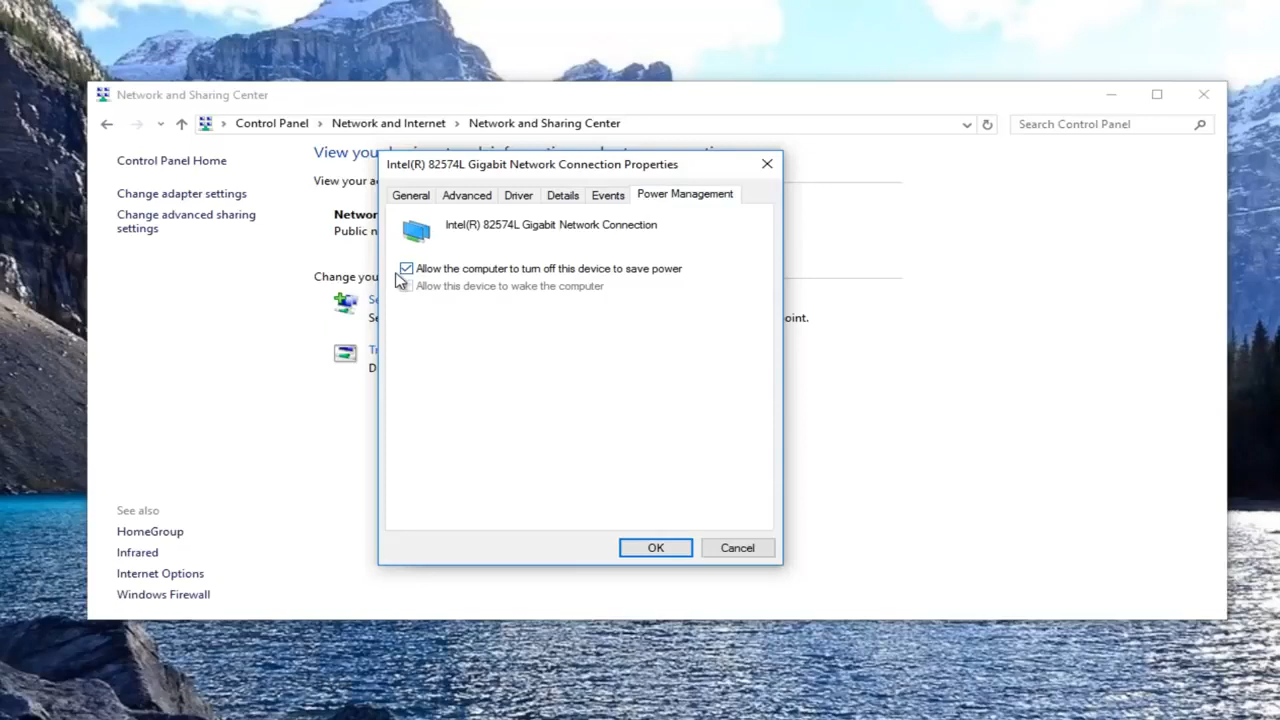 Network and Sharing Center
Control Panel > Network and Internet > Network and Sharing Center
Search Control Panel
Control Panel Home
Change adapter settings
Change advanced sharing
settings
See also
HomeGroup
Infrared
Internet Options
Windows Firewall
View you
View your a
Networ
Public n
Change you
Se
Se
oint.
Tr
D
Intel(R) 82574L Gigabit Network Connection Properties
General Advanced Driver Details Events Power Management
Intel(R) 82574L Gigabit Network Connection
Allow the computer to turn off this device to save power
Allow this device to wake the computer
OK Cancel